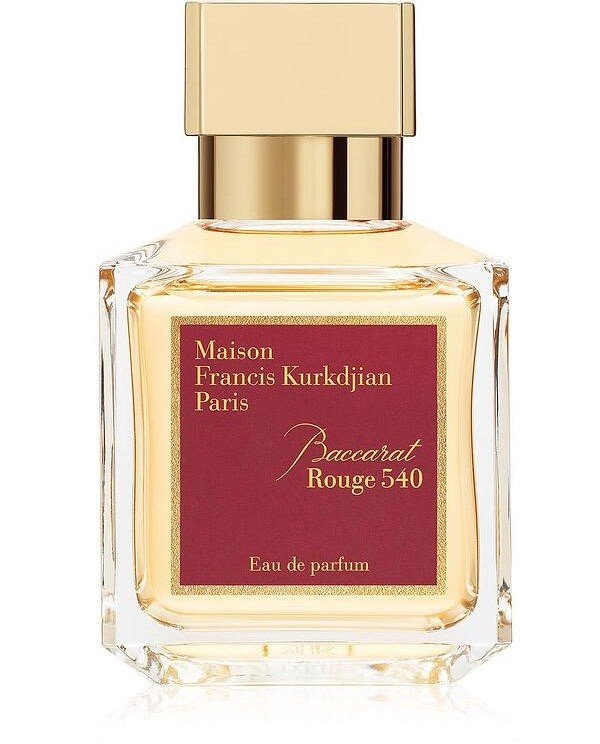 Maison
Francis Kurkdjian
Paris
Baccarat
Rouge 540
Eau de parfum